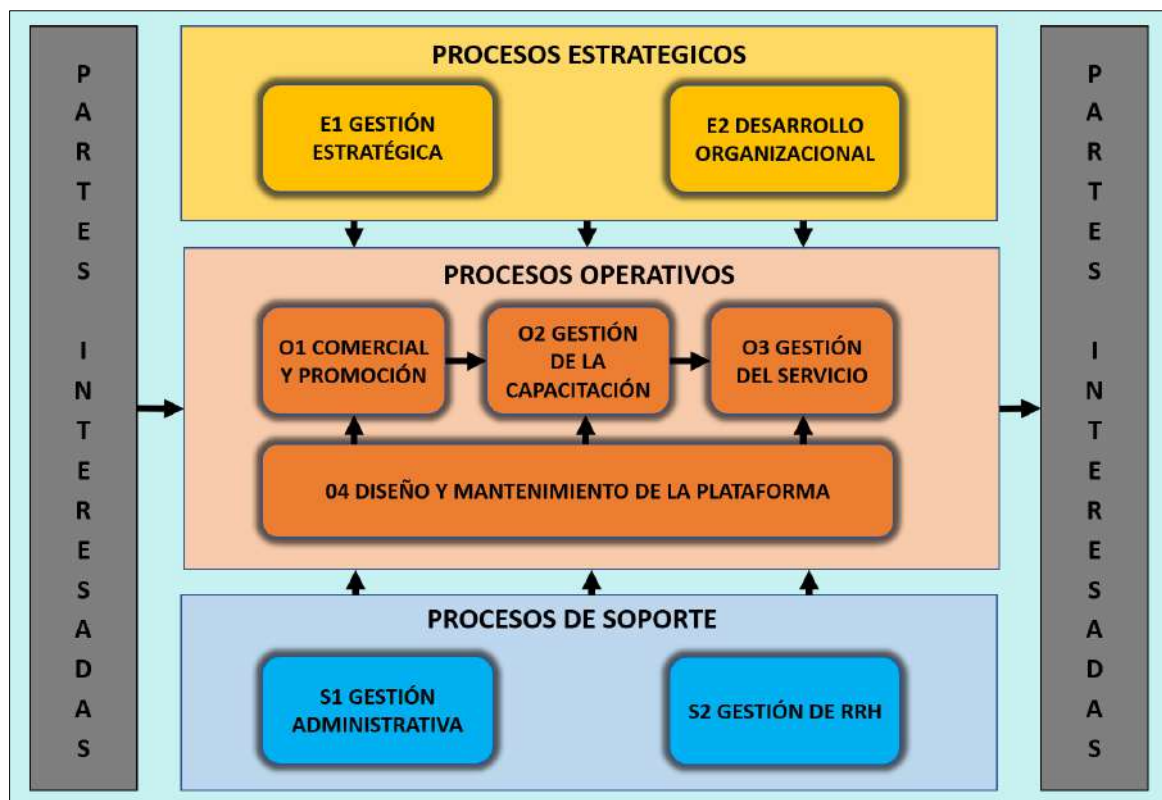 PARTES INTERESADAS
PROCESOS ESTRATEGICOS
E1 GESTIÓN
ESTRATÉGICA
E2 DESARROLLO
ORGANIZACIONAL
PROCESOS OPERATIVOS
O1 COMERCIAL
Y PROMOCIÓN
O2 GESTIÓN
DE LA
CAPACITACIÓN
O3 GESTIÓN
DEL SERVICIO
04 DISEÑO Y MANTENIMIENTO DE LA PLATAFORMA
PROCESOS DE SOPORTE
S1 GESTIÓN
ADMINISTRATIVA
S2 GESTIÓN DE RRH
PARTES INTERESADAS